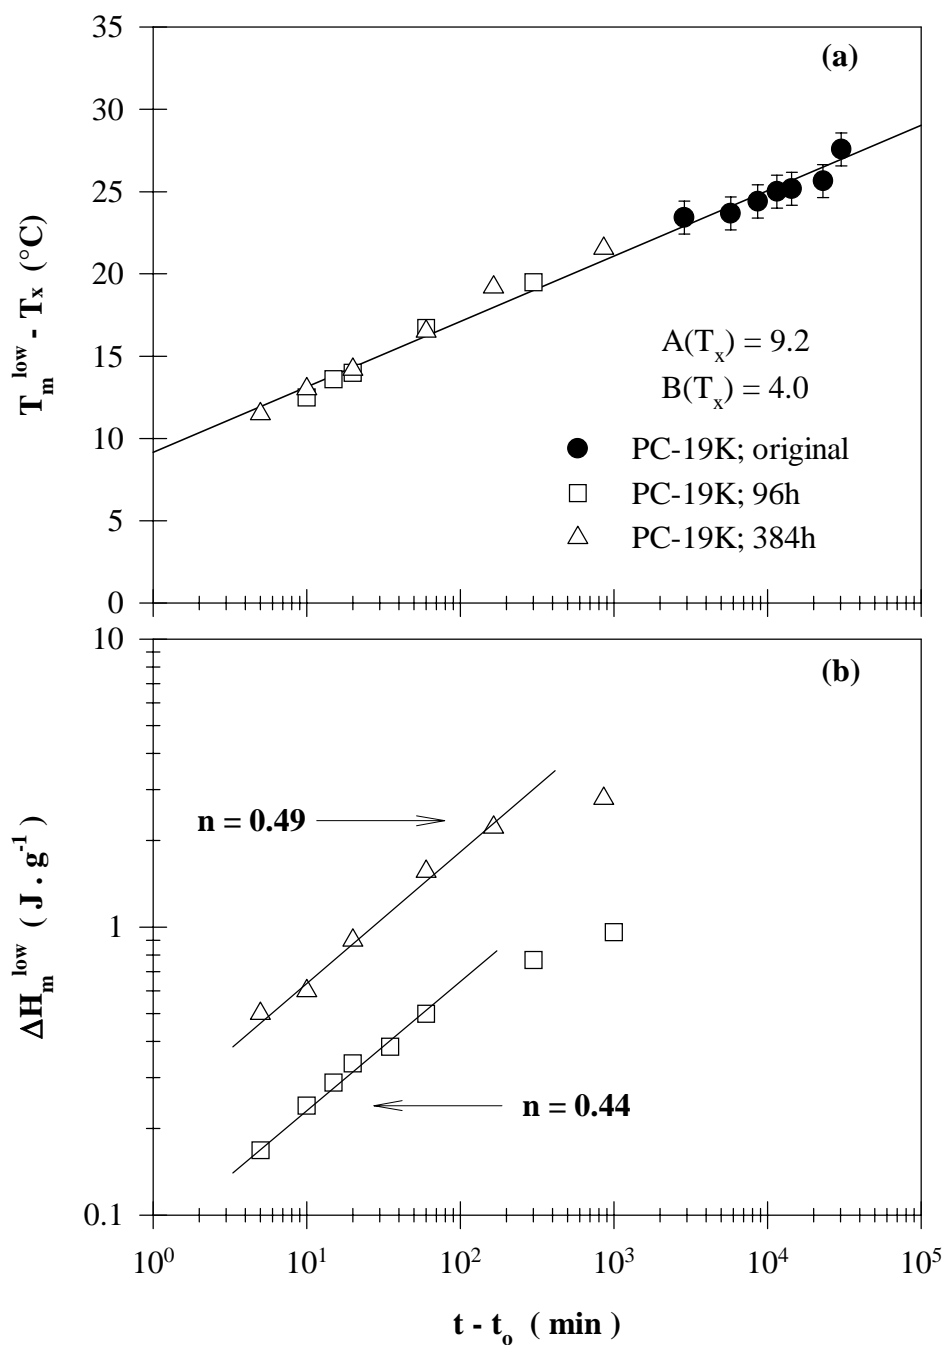 35
(a)
30
25
20
15
10
5
0
T_m^low - T_x (°C)
A(T_x) = 9.2
B(T_x) = 4.0
PC-19K; original
PC-19K; 96h
PC-19K; 384h
10
(b)
n = 0.49
1
ΔH_m^low ( J . g^-1 )
n = 0.44
0.1
10^0 10^1 10^2 10^3 10^4 10^5
t - t_o ( min )